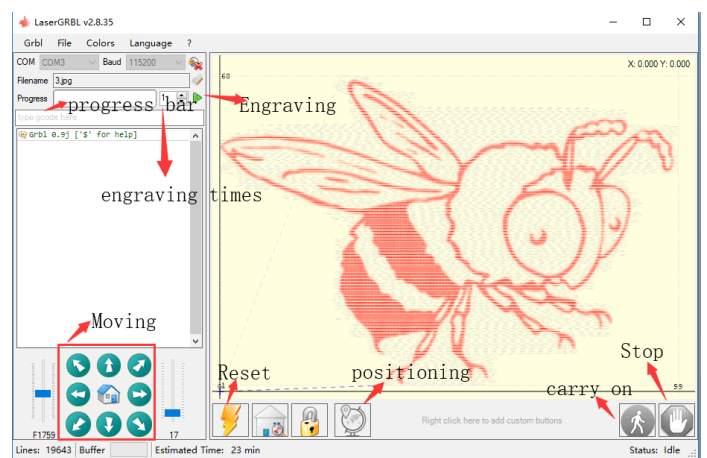 LaserGRBL v2.8.35
Grbl File Colors Language ?
COM COM3 Baud 115200
Filename 3.jpg
Progress
progress bar
Engraving
type gcode here
Grbl 0.9j ['$' for help]
engraving times
X: 0.000 Y: 0.000
68
Moving
Reset
positioning
Stop
carry on
99
F1759
17
Right click here to add custom buttons
Lines: 19643 Buffer Estimated Time: 23 min
Status: Idle